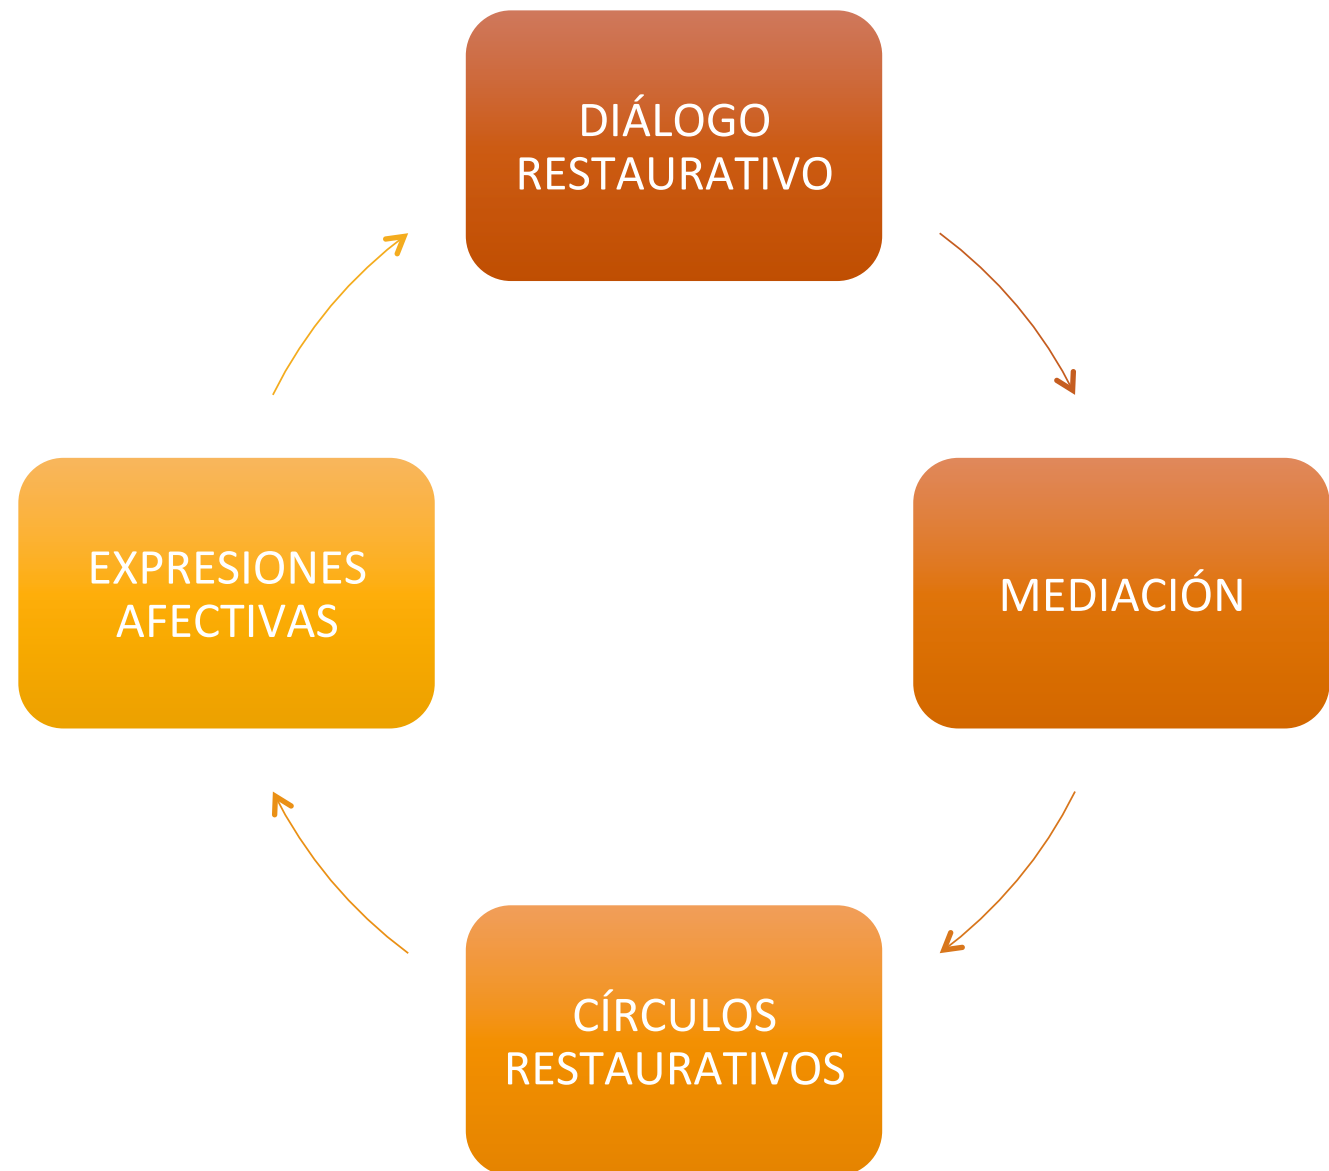 DIÁLOGO
RESTAURATIVO
MEDIACIÓN
CÍRCULOS
RESTAURATIVOS
EXPRESIONES
AFECTIVAS